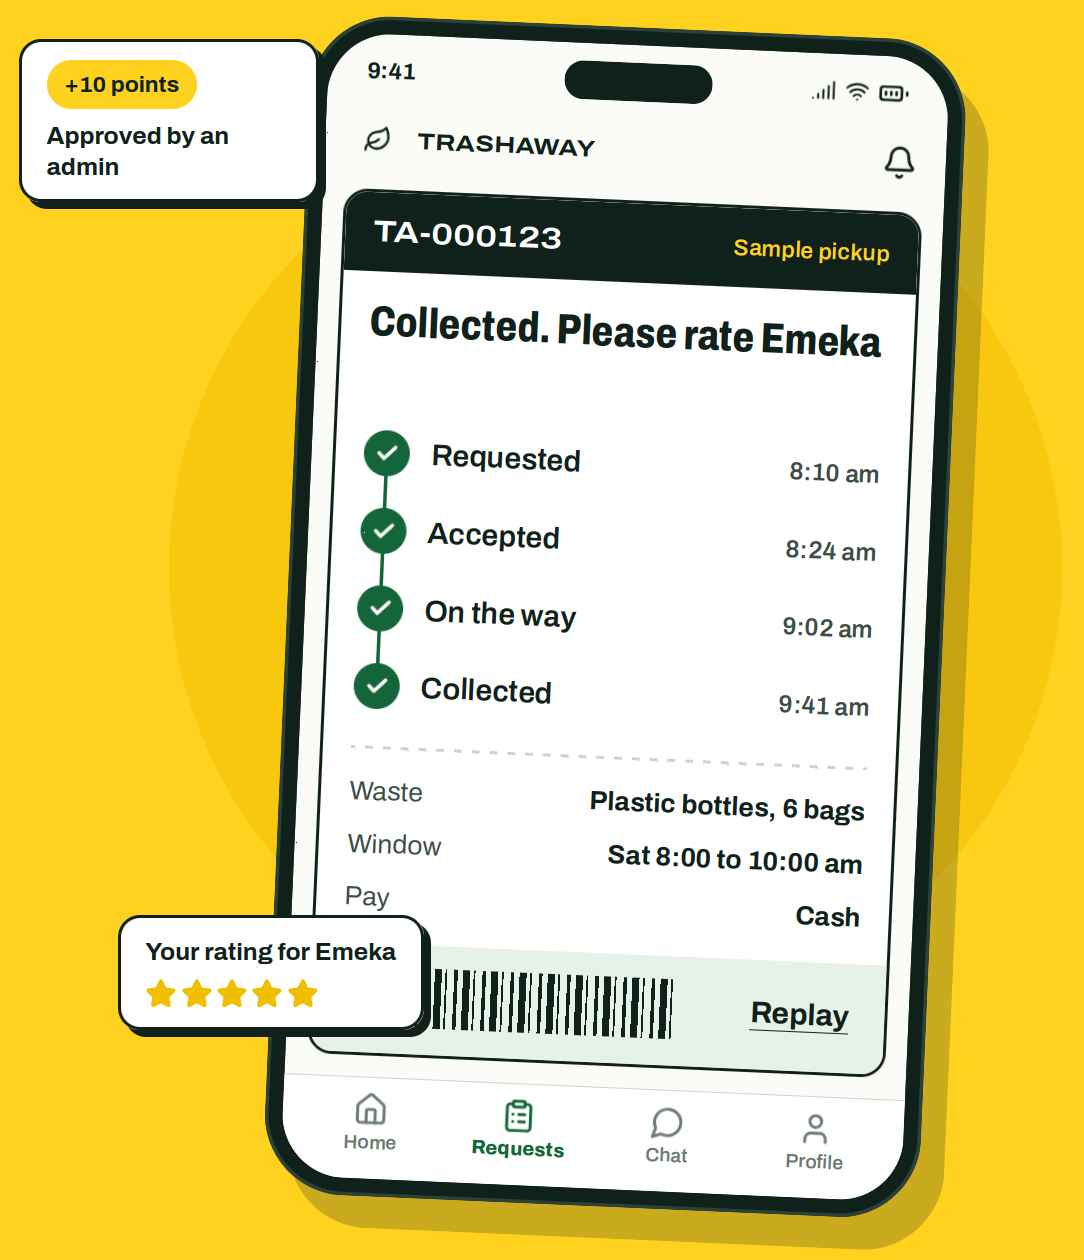 +10 points
Approved by an
admin
9:41
TRASHAWAY
TA-000123
Sample pickup
Collected. Please rate Emeka
Requested
8:10 am
Accepted
8:24 am
On the way
9:02 am
Collected
9:41 am
Waste
Plastic bottles, 6 bags
Window
Sat 8:00 to 10:00 am
Pay
Cash
Your rating for Emeka
Replay
Home
Requests
Chat
Profile